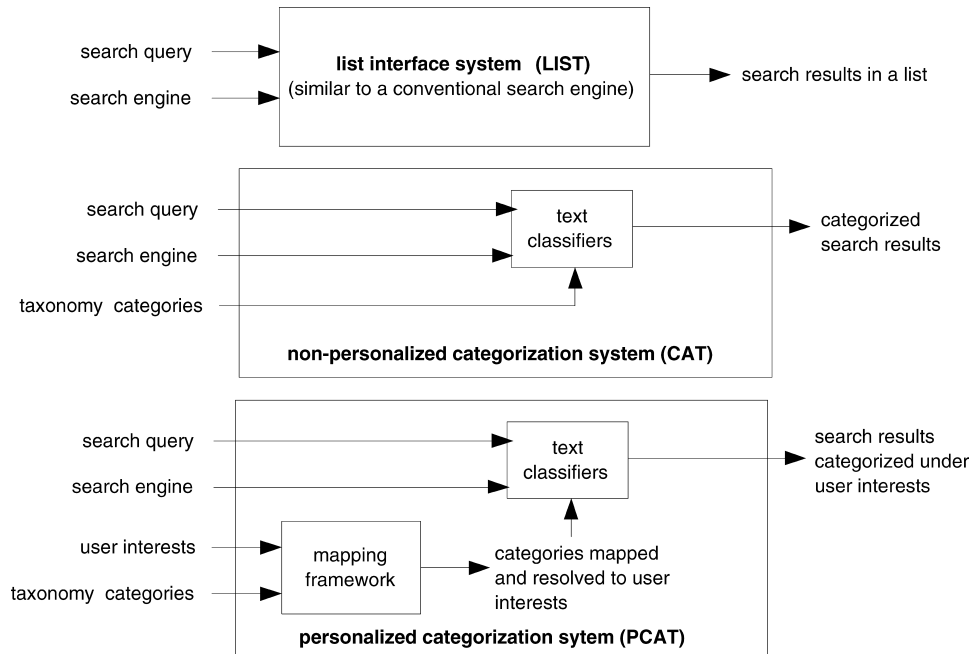 search query
search engine
list interface system (LIST)
(similar to a conventional search engine)
search results in a list
search query
search engine
taxonomy categories
text
classifiers
categorized
search results
non-personalized categorization system (CAT)
search query
search engine
user interests
taxonomy categories
text
classifiers
mapping
framework
categories mapped
and resolved to user
interests
search results
categorized under
user interests
personalized categorization sytem (PCAT)